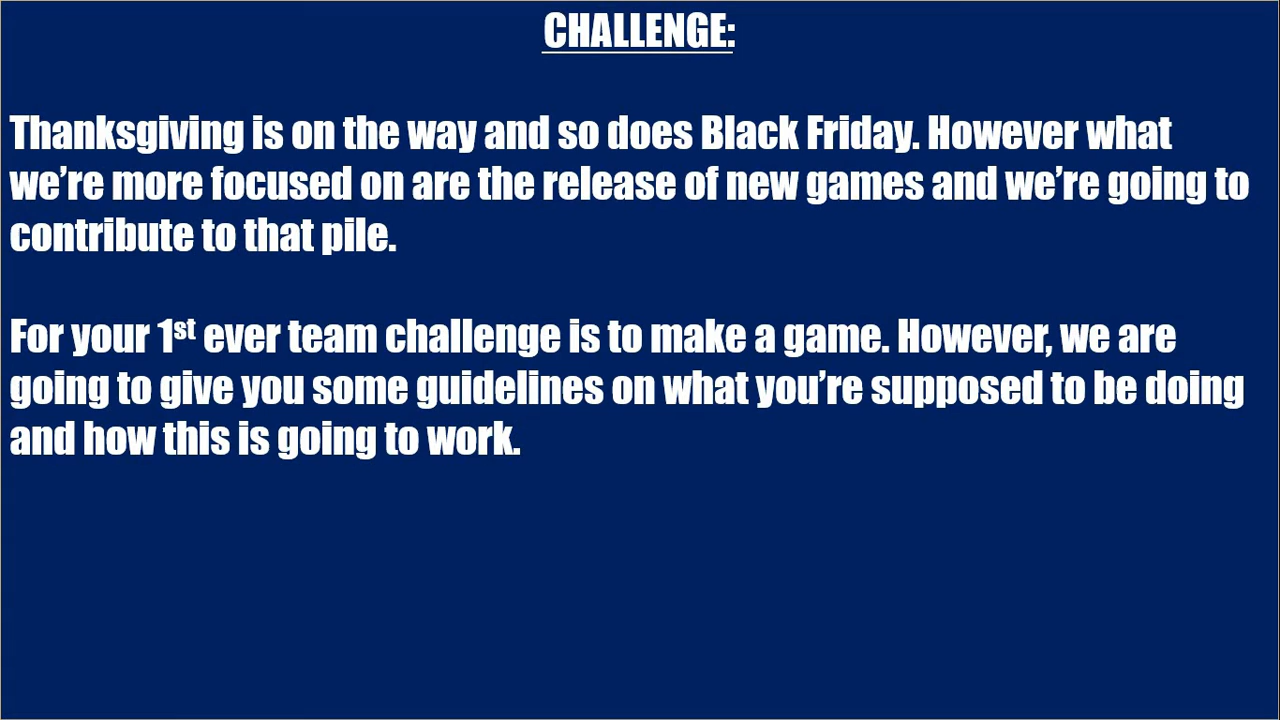 CHALLENGE:
Thanksgiving is on the way and so does Black Friday. However what
we’re more focused on are the release of new games and we’re going to
contribute to that pile.
For your 1st ever team challenge is to make a game. However, we are
going to give you some guidelines on what you’re supposed to be doing
and how this is going to work.